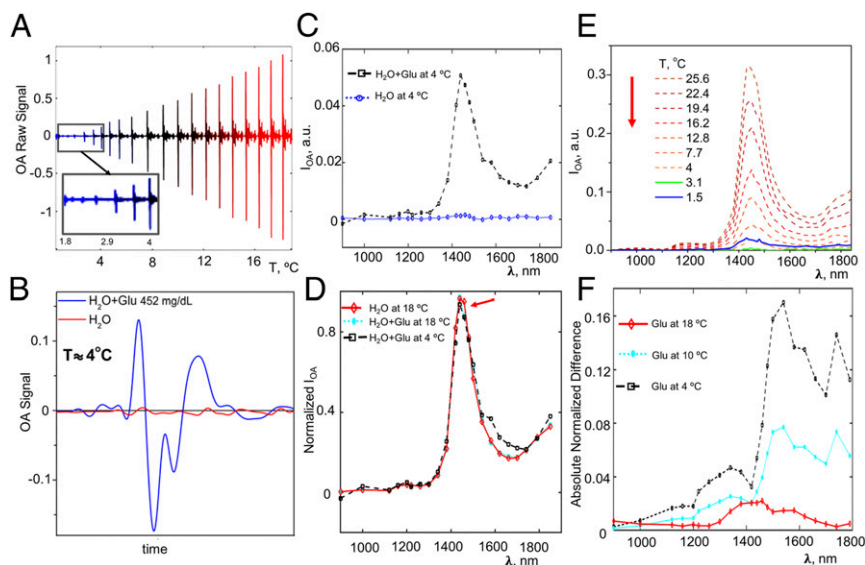 A
OA Raw Signal
1
0.5
0
-0.5
-1
1.8 2.9 4
4 8 12 16 T, ºC
B
H2O+Glu 452 mg/dL
H2O
T≈4°C
OA Signal
0.1
0
-0.1
time
C
I_OA, a.u.
0.06
0.04
0.02
0
H2O+Glu at 4 ºC
H2O at 4 ºC
1000 1200 1400 1600 1800
λ, nm
D
Normalized I_OA
0.8
0.4
0
H2O at 18 ºC
H2O+Glu at 18 ºC
H2O+Glu at 4 ºC
1000 1200 1400 1600 1800
λ, nm
E
I_OA, a.u.
0.3
0.2
0.1
0.0
T, °C
25.6
22.4
19.4
16.2
12.8
7.7
4
3.1
1.5
1000 1200 1400 1600 1800
λ, nm
F
Absolute Normalized Difference
0.16
0.12
0.08
0.04
0
Glu at 18 ºC
Glu at 10 ºC
Glu at 4 ºC
1000 1200 1400 1600 1800
λ, nm